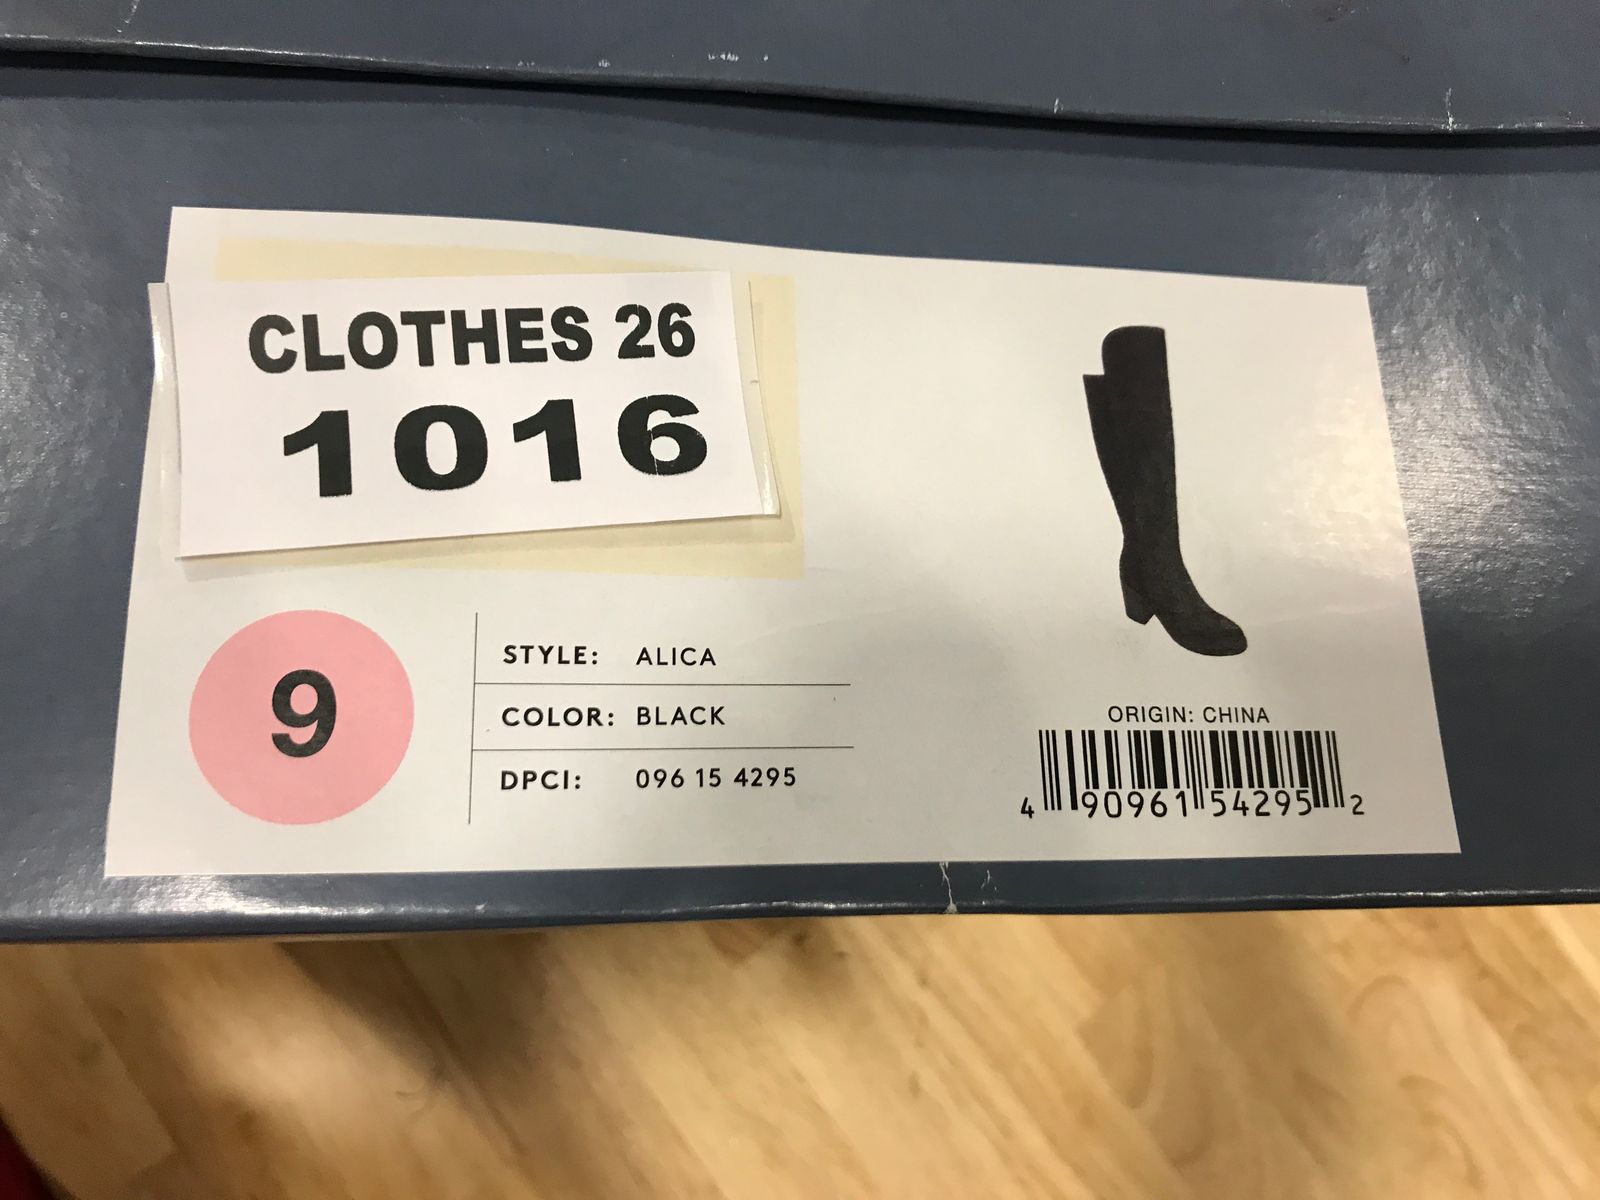 CLOTHES 26
1016
9
STYLE: ALICA
COLOR: BLACK
DPCI: 096 15 4295
ORIGIN: CHINA
4 90961 54295 2